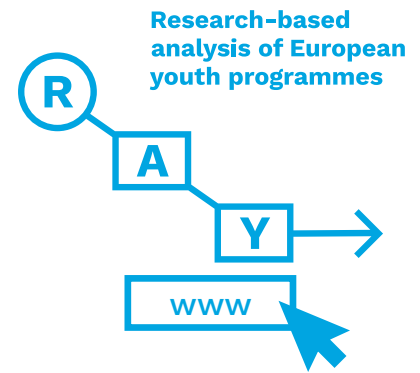 Research-based
analysis of European
youth programmes
R
A
Y
www